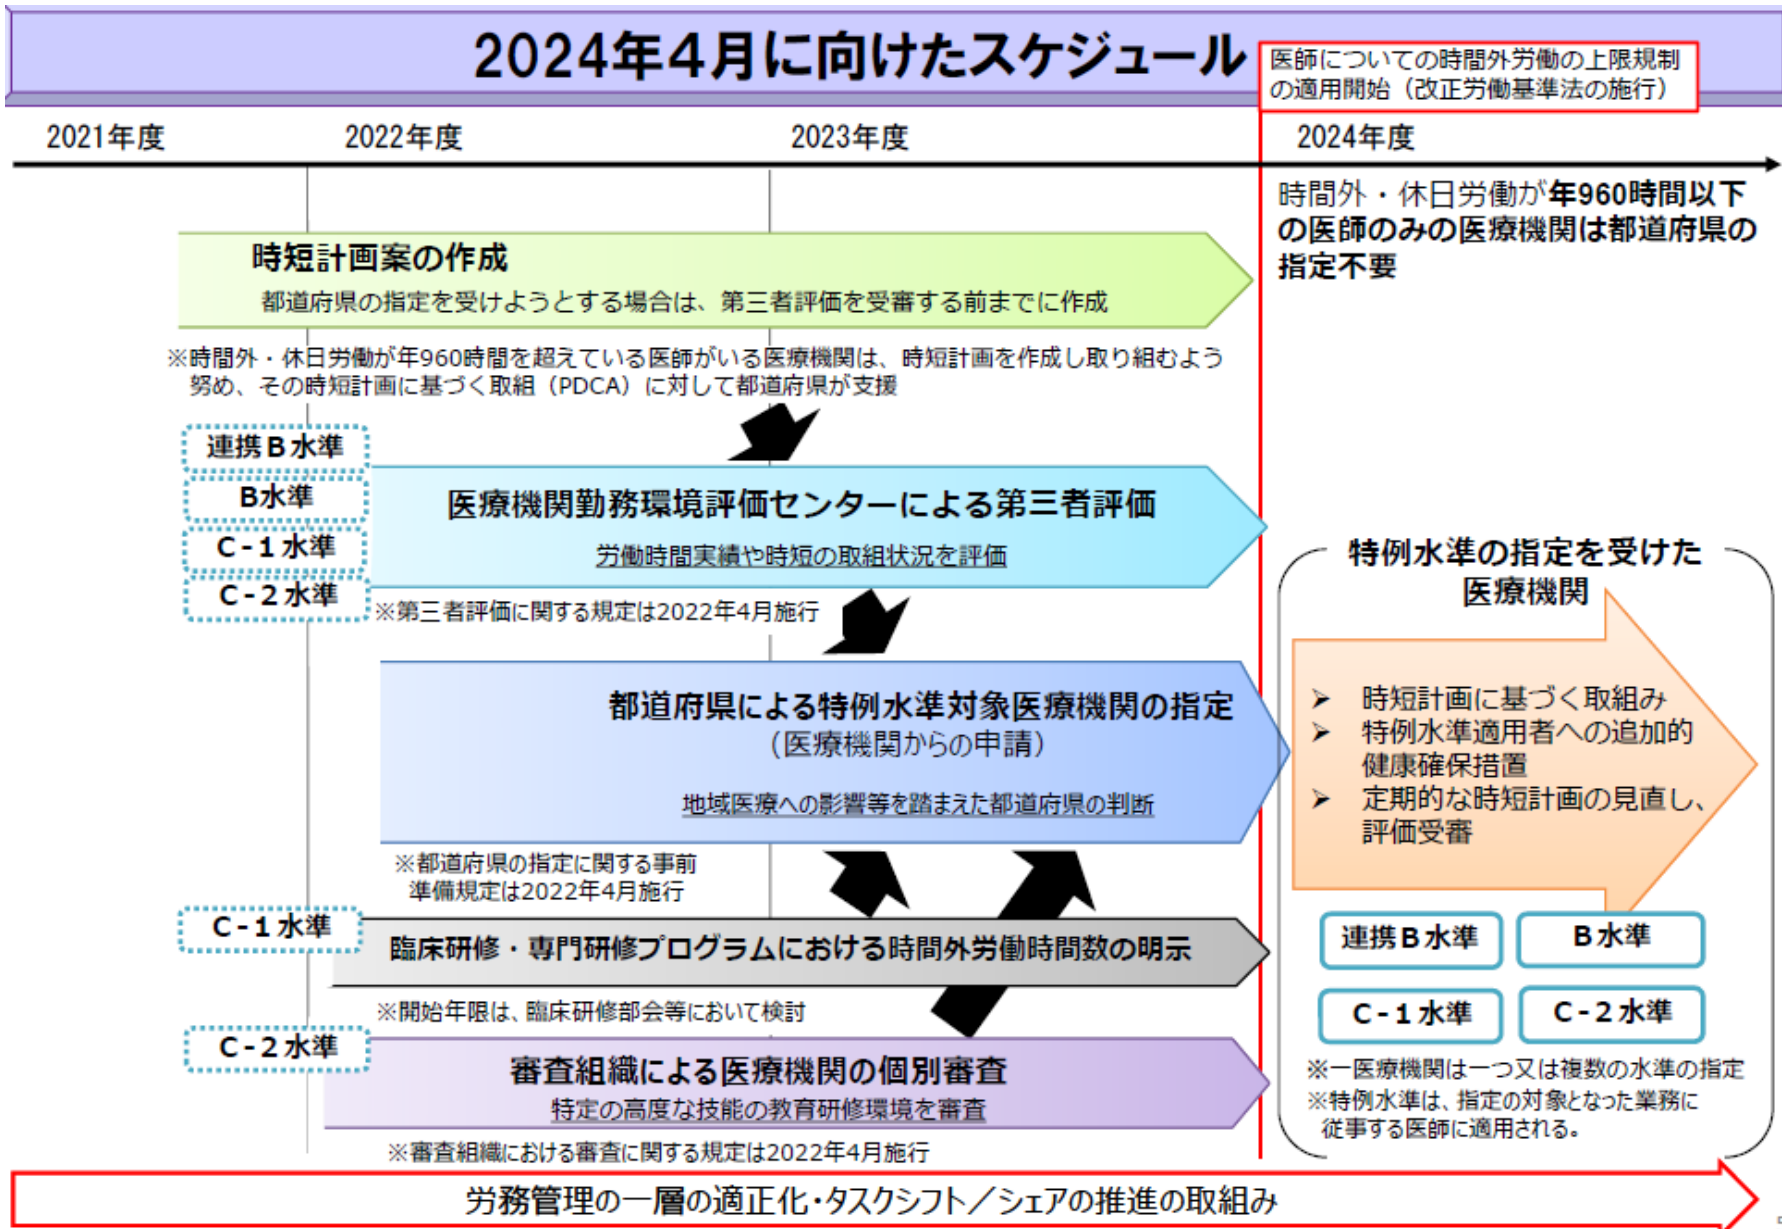 2024年4月に向けたスケジュール
医師についての時間外労働の上限規制
の適用開始（改正労働基準法の施行）
2021年度
2022年度
2023年度
2024年度
時間外・休日労働が年960時間以下
の医師のみの医療機関は都道府県の
指定不要
時短計画案の作成
都道府県の指定を受けようとする場合は、第三者評価を受審する前までに作成
※時間外・休日労働が年960時間を超えている医師がいる医療機関は、時短計画を作成し取り組むよう
努め、その時短計画に基づく取組（PDCA）に対して都道府県が支援
連携B水準
B水準
C-1水準
C-2水準
医療機関勤務環境評価センターによる第三者評価
労働時間実績や時短の取組状況を評価
※第三者評価に関する規定は2022年4月施行
都道府県による特例水準対象医療機関の指定
（医療機関からの申請）
地域医療への影響等を踏まえた都道府県の判断
※都道府県の指定に関する事前
準備規定は2022年4月施行
C-1水準
臨床研修・専門研修プログラムにおける時間外労働時間数の明示
※開始年限は、臨床研修部会等において検討
C-2水準
審査組織による医療機関の個別審査
特定の高度な技能の教育研修環境を審査
※審査組織における審査に関する規定は2022年4月施行
特例水準の指定を受けた
医療機関
➢ 時短計画に基づく取組み
➢ 特例水準適用者への追加的
健康確保措置
➢ 定期的な時短計画の見直し、
評価受審
連携B水準
B水準
C-1水準
C-2水準
※一医療機関は一つ又は複数の水準の指定
※特例水準は、指定の対象となった業務に
従事する医師に適用される。
労務管理の一層の適正化・タスクシフト／シェアの推進の取組み